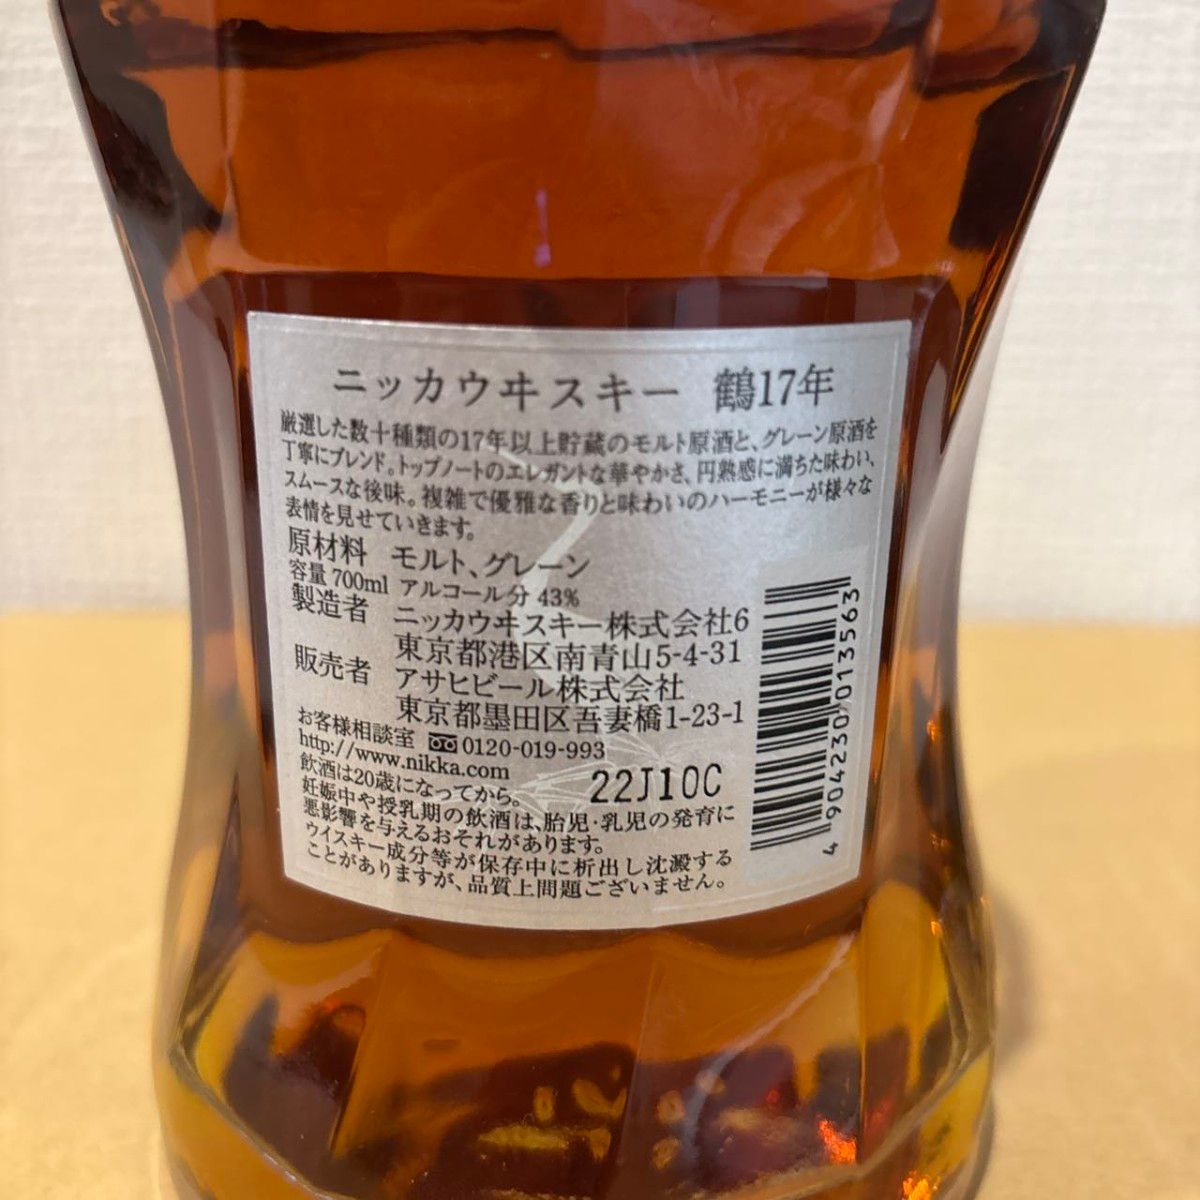 ニッカウヰスキー 鶴17年
厳選した数十種類の17年以上貯蔵のモルト原酒と、グレーン原酒を
丁寧にブレンド。トップノートのエレガントな華やかさ、円熟感に満ちた味わい、
スムースな後味。複雑で優雅な香りと味わいのハーモニーが様々な
表情を見せていきます。
原材料 モルト、グレーン
容量 700ml アルコール分 43%
製造者 ニッカウヰスキー株式会社6
東京都港区南青山5-4-31
販売者 アサヒビール株式会社
東京都墨田区吾妻橋1-23-1
お客様相談室 0120-019-993
http://www.nikka.com
飲酒は20歳になってから。
22J10C
妊娠中や授乳期の飲酒は、胎児・乳児の発育に
悪影響を与えるおそれがあります。
ウイスキー成分等が保存中に析出し沈澱する
ことがありますが、品質上問題ございません。
4 904230 013563